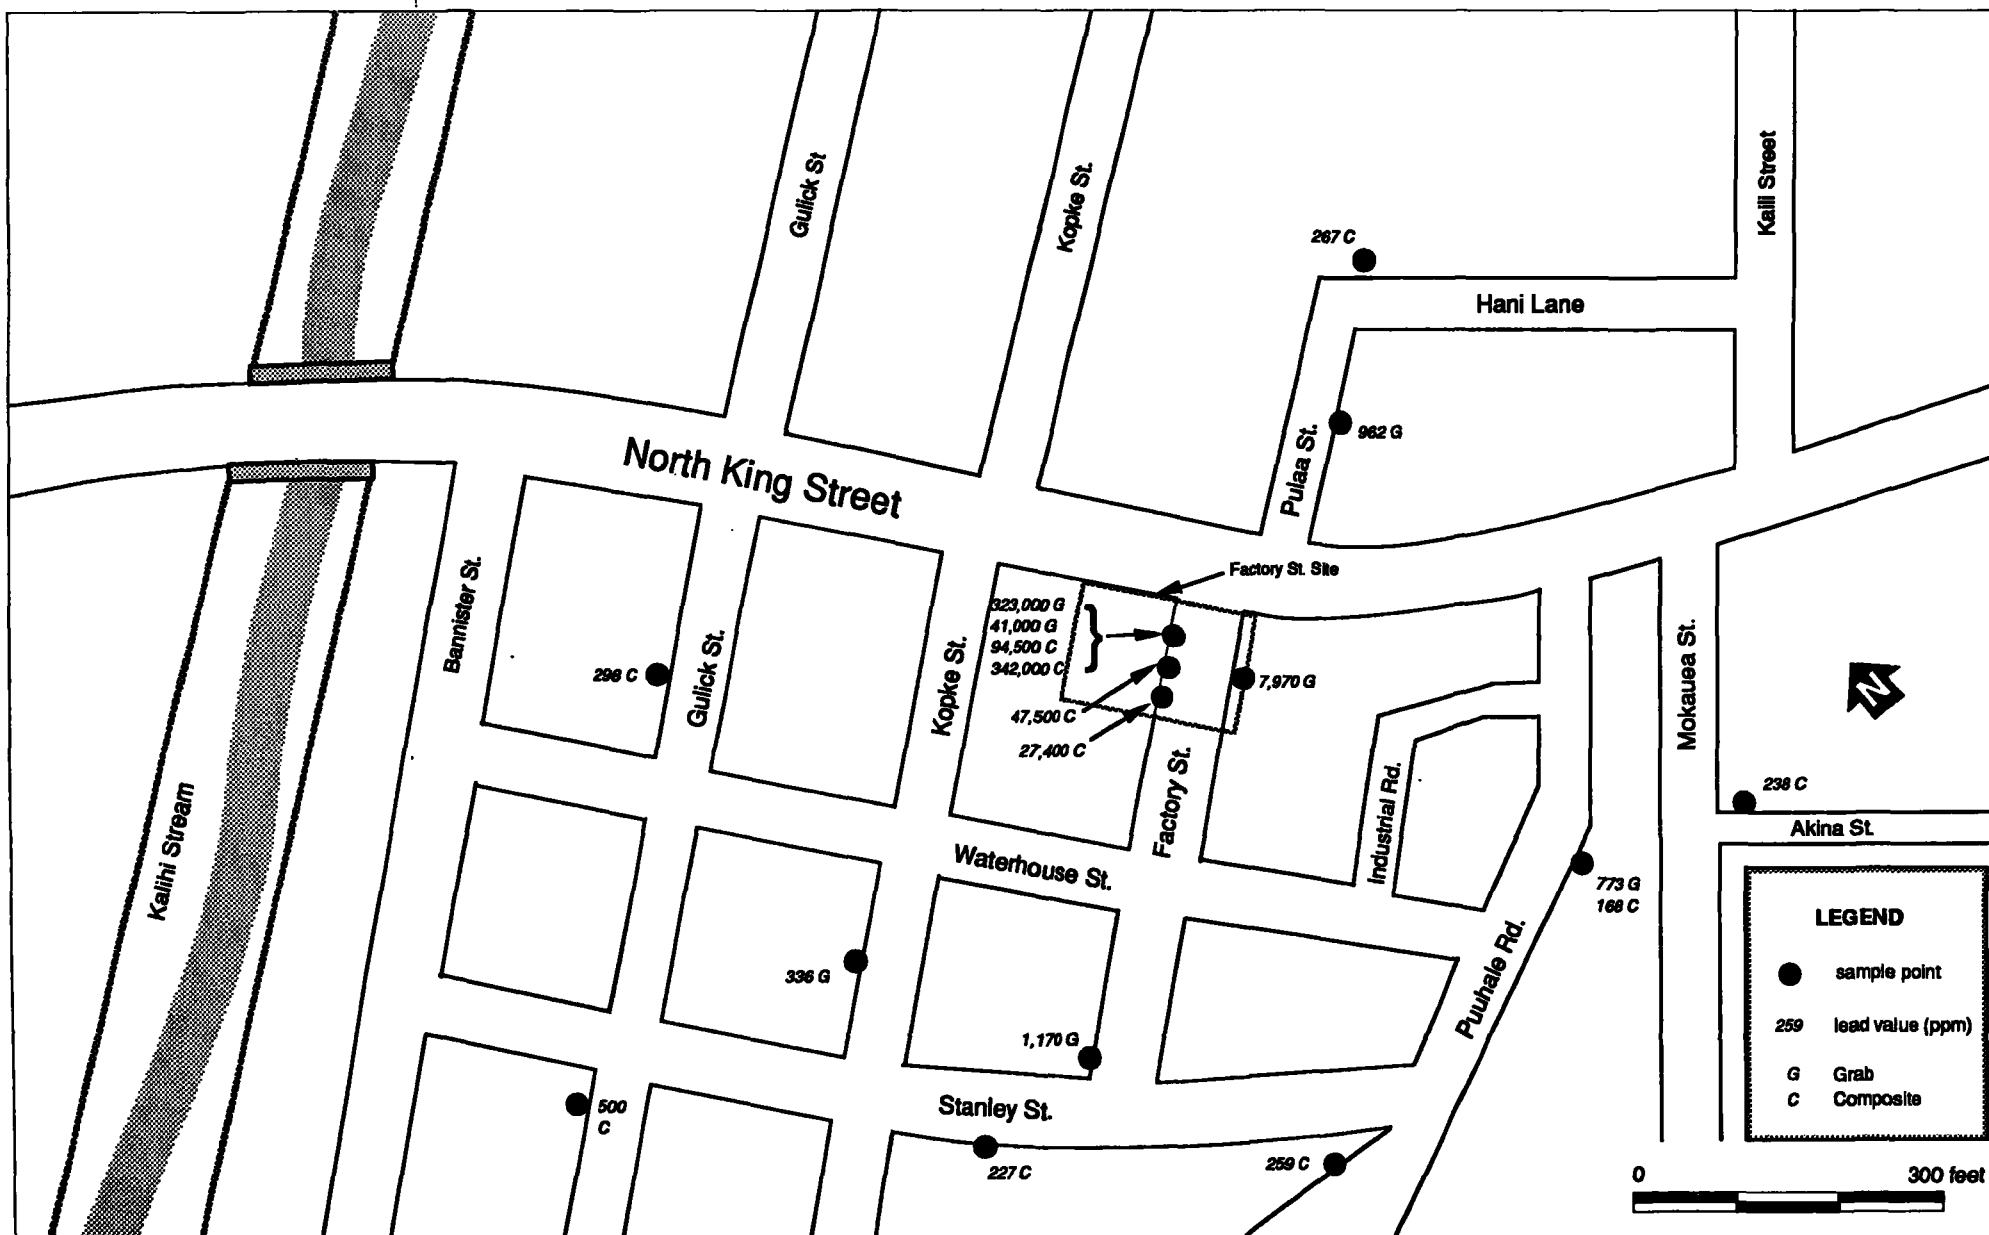 Gulick St
Kopke St.
Kaili Street
267 C
Hani Lane
962 G
Pulaa St.
North King Street
Factory St. Site
Bannister St.
323,000 G
41,000 G
94,500 C
342,000 C
47,500 C
27,400 C
7,970 G
296 C
Gulick St.
Kopke St.
Factory St.
Industrial Rd.
Mokauea St.
N
238 C
Akina St.
Kalihi Stream
Waterhouse St.
773 G
168 C
336 G
Puuhale Rd.
1,170 G
500
C
Stanley St.
227 C
259 C
LEGEND
sample point
259 lead value (ppm)
G Grab
C Composite
0 300 feet